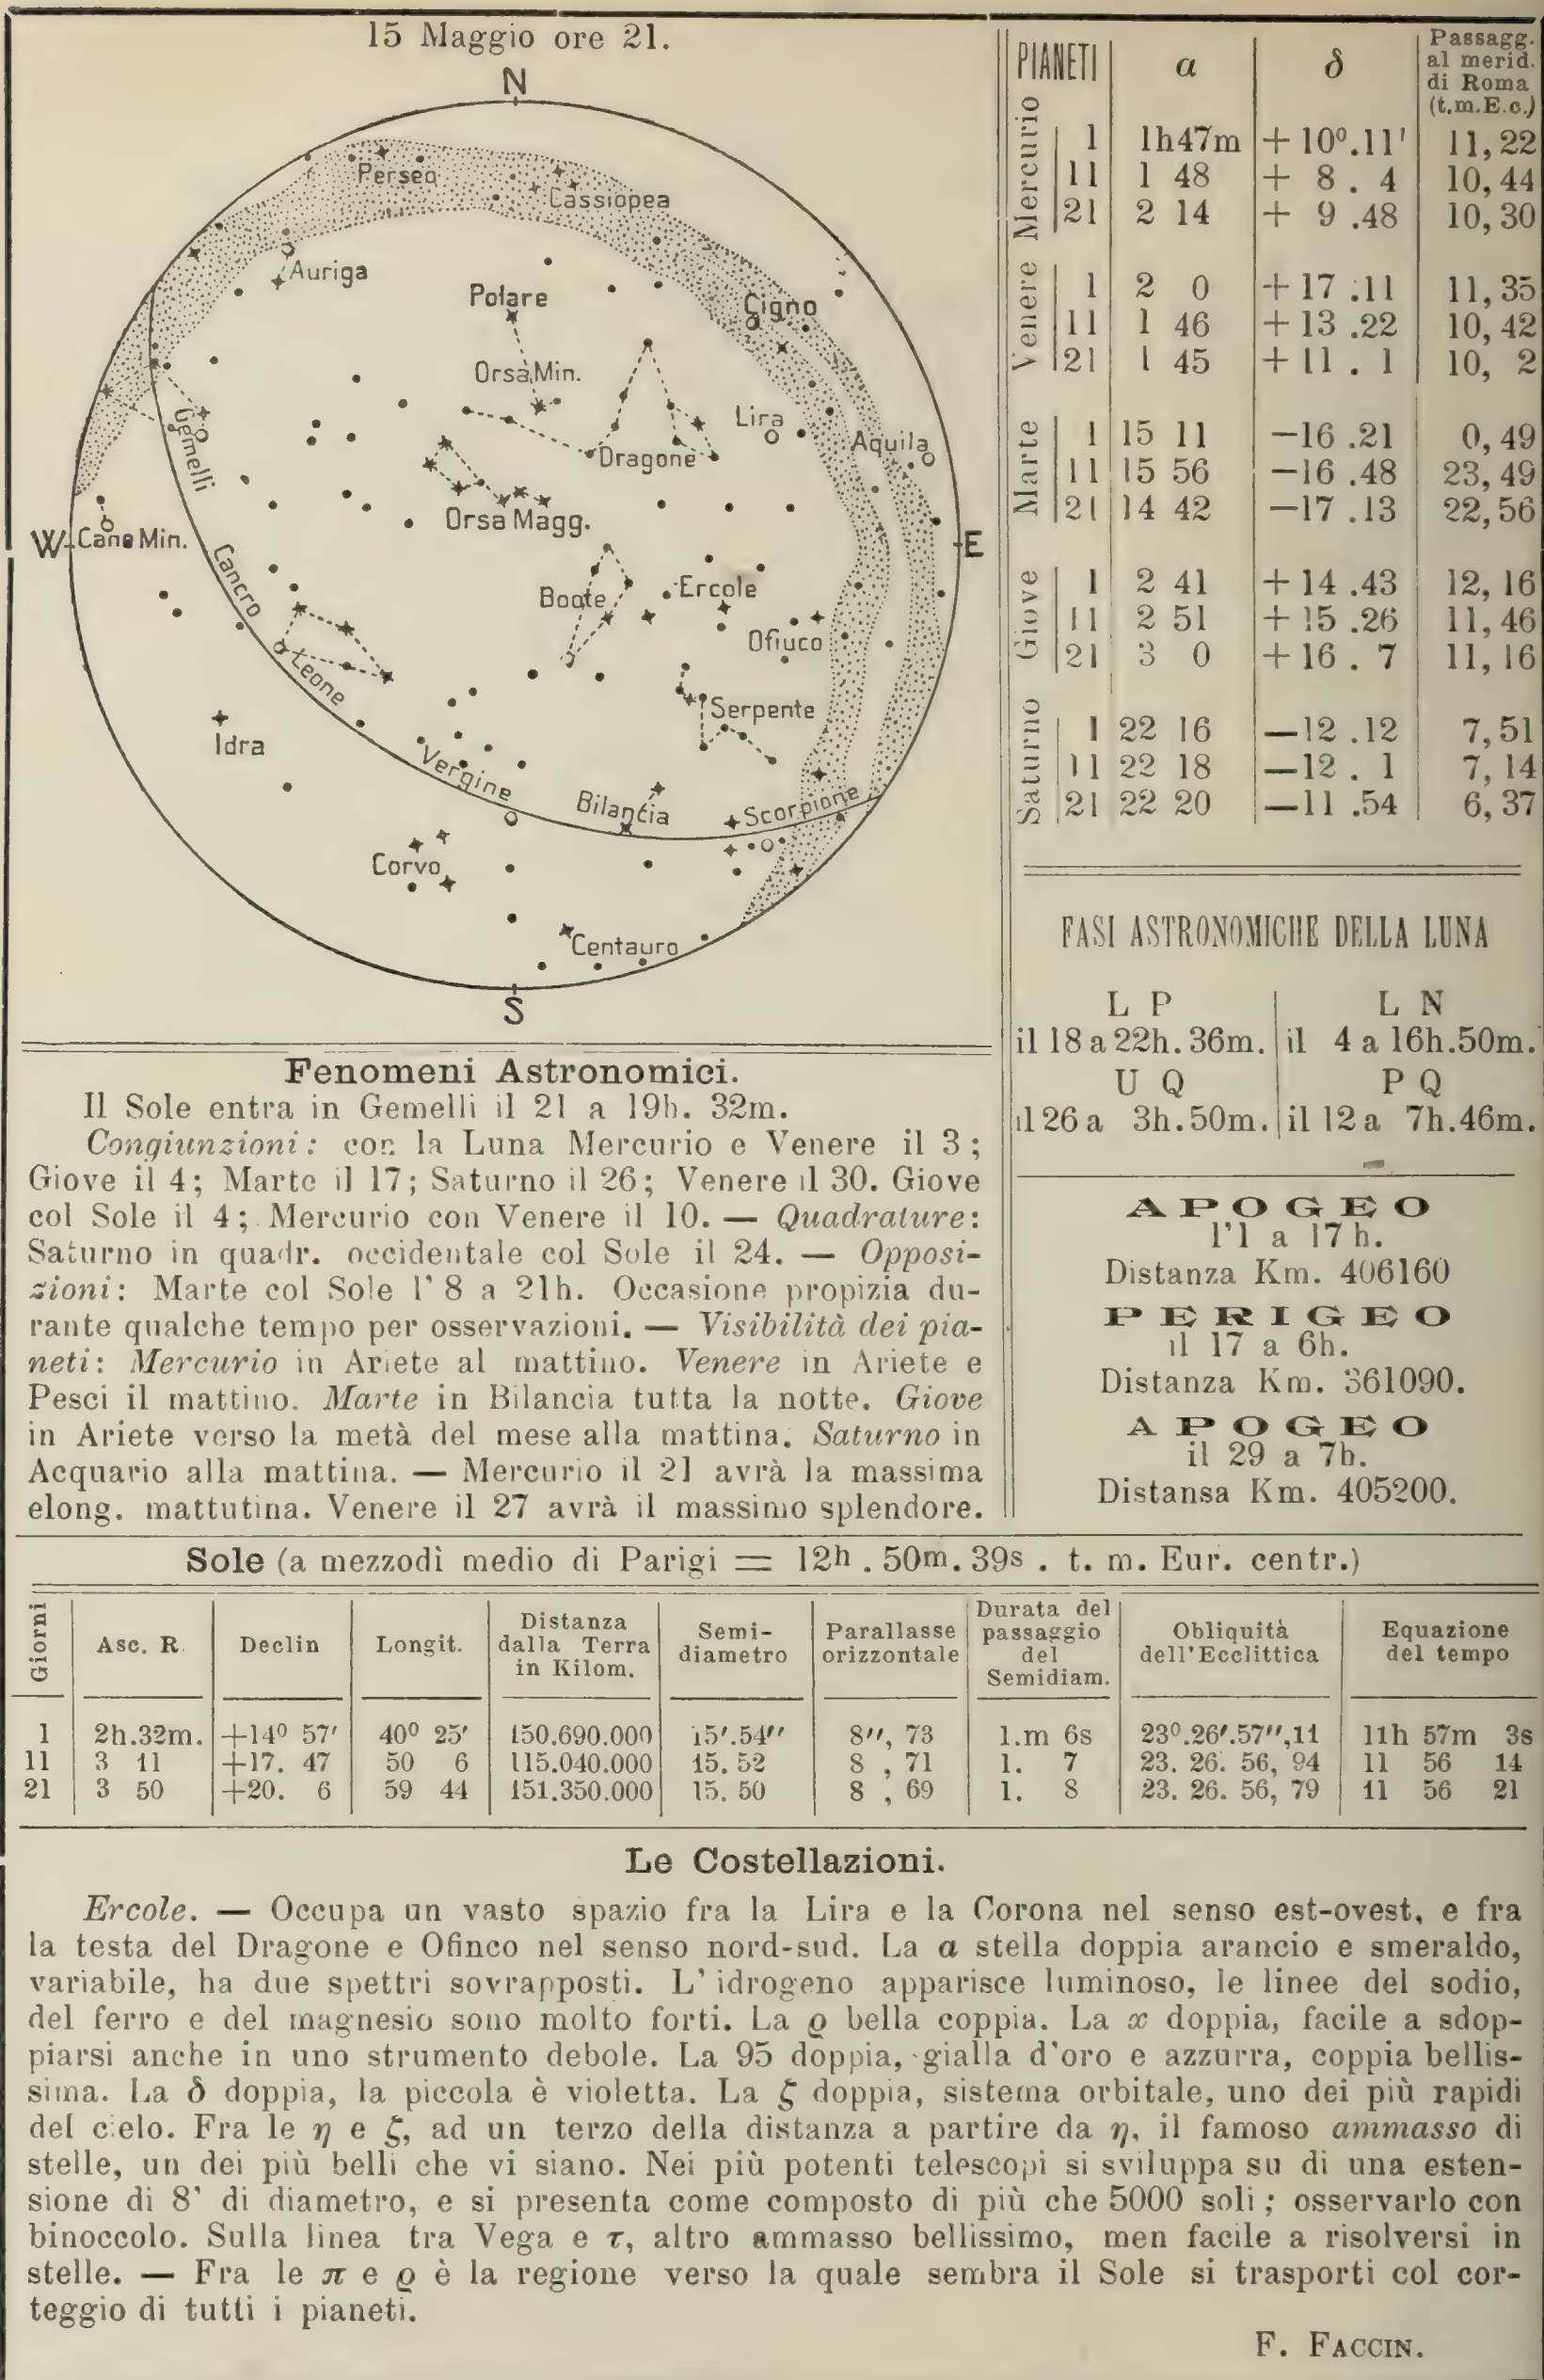 15 Maggio ore 21.
N
Perseo
Cassiopea
Auriga
Polare
Cigno
Orsa Min.
Lira
Aquila
Gemelli
Dragone
Orsa Magg.
W
Cane Min.
E
Cancro
Boote
Ercole
Ofiuco
Leone
Serpente
Idra
Vergine
Bilancia
Scorpione
Corvo
Centauro
S
Fenomeni Astronomici.
Il Sole entra in Gemelli il 21 a 19h. 32m.
Congiunzioni: con la Luna Mercurio e Venere il 3;
Giove il 4; Marte il 17; Saturno il 26; Venere il 30. Giove
col Sole il 4; Mercurio con Venere il 10. — Quadrature:
Saturno in quadr. occidentale col Sole il 24. — Opposi-
zioni: Marte col Sole l'8 a 21h. Occasione propizia du-
rante qualche tempo per osservazioni. — Visibilità dei pia-
neti: Mercurio in Ariete al mattino. Venere in Ariete e
Pesci il mattino. Marte in Bilancia tutta la notte. Giove
in Ariete verso la metà del mese alla mattina. Saturno in
Acquario alla mattina. — Mercurio il 21 avrà la massima
elong. mattutina. Venere il 27 avrà il massimo splendore.
PIANETI α δ Passagg. al merid. di Roma (t.m.E.c.)
Mercurio
1 1h47m +10º.11' 11,22
11 1 48 + 8. 4 10,44
21 2 14 + 9.48 10,30
Venere
1 2 0 +17.11 11,35
11 1 46 +13.22 10,42
21 1 45 +11. 1 10, 2
Marte
1 15 11 —16.21 0,49
11 15 56 —16.48 23,49
21 14 42 —17.13 22,56
Giove
1 2 41 +14.43 12,16
11 2 51 +15.26 11,46
21 3 0 +16. 7 11,16
Saturno
1 22 16 —12.12 7,51
11 22 18 —12. 1 7,14
21 22 20 —11.54 6,37
FASI ASTRONOMICHE DELLA LUNA
L P L N
il 18 a 22h.36m. il 4 a 16h.50m.
U Q P Q
il 26 a 3h.50m. il 12 a 7h.46m.
APOGEO
l'1 a 17h.
Distanza Km. 406160
PERIGEO
il 17 a 6h.
Distanza Km. 361090.
APOGEO
il 29 a 7h.
Distansa Km. 405200.
Sole (a mezzodì medio di Parigi = 12h. 50m. 39s. t. m. Eur. centr.)
Giorni Asc. R. Declin Longit. Distanza dalla Terra in Kilom. Semi-diametro Parallasse orizzontale Durata del passaggio del Semidiam. Obliquità dell'Ecclittica Equazione del tempo
1 2h.32m. +14º 57' 40º 25' 150.690.000 15'.54'' 8'', 73 1.m 6s 23º.26'.57'',11 11h 57m 3s
11 3 11 +17. 47 50 6 115.040.000 15. 52 8 , 71 1. 7 23. 26. 56, 94 11 56 14
21 3 50 +20. 6 59 44 151.350.000 15. 50 8 , 69 1. 8 23. 26. 56, 79 11 56 21
Le Costellazioni.
Ercole. — Occupa un vasto spazio fra la Lira e la Corona nel senso est-ovest, e fra
la testa del Dragone e Ofinco nel senso nord-sud. La α stella doppia arancio e smeraldo,
variabile, ha due spettri sovrapposti. L'idrogeno apparisce luminoso, le linee del sodio,
del ferro e del magnesio sono molto forti. La ϱ bella coppia. La x doppia, facile a sdop-
piarsi anche in uno strumento debole. La 95 doppia, gialla d'oro e azzurra, coppia bellis-
sima. La δ doppia, la piccola è violetta. La ζ doppia, sistema orbitale, uno dei più rapidi
del cielo. Fra le η e ζ, ad un terzo della distanza a partire da η, il famoso ammasso di
stelle, un dei più belli che vi siano. Nei più potenti telescopi si sviluppa su di una esten-
sione di 8' di diametro, e si presenta come composto di più che 5000 soli; osservarlo con
binoccolo. Sulla linea tra Vega e τ, altro ammasso bellissimo, men facile a risolversi in
stelle. — Fra le π e ϱ è la regione verso la quale sembra il Sole si trasporti col cor-
teggio di tutti i pianeti.
F. FACCIN.